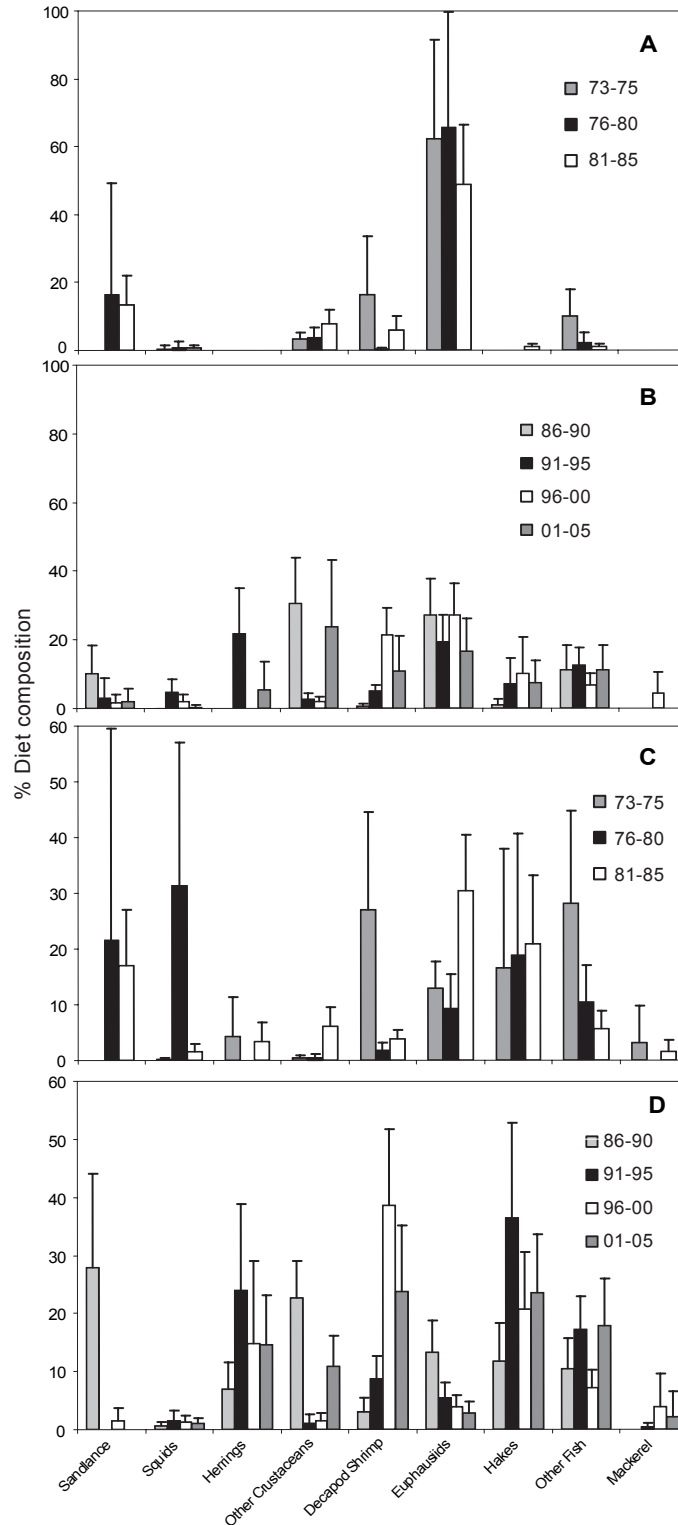 A
100
80
60
40
20
0
73-75
76-80
81-85
B
100
80
60
40
20
0
86-90
91-95
96-00
01-05
% Diet composition
C
60
50
40
30
20
10
0
73-75
76-80
81-85
D
60
50
40
30
20
10
0
86-90
91-95
96-00
01-05
Sandlance
Squids
Herrings
Other Crustaceans
Decapod Shrimp
Euphausiids
Hakes
Other Fish
Mackerel